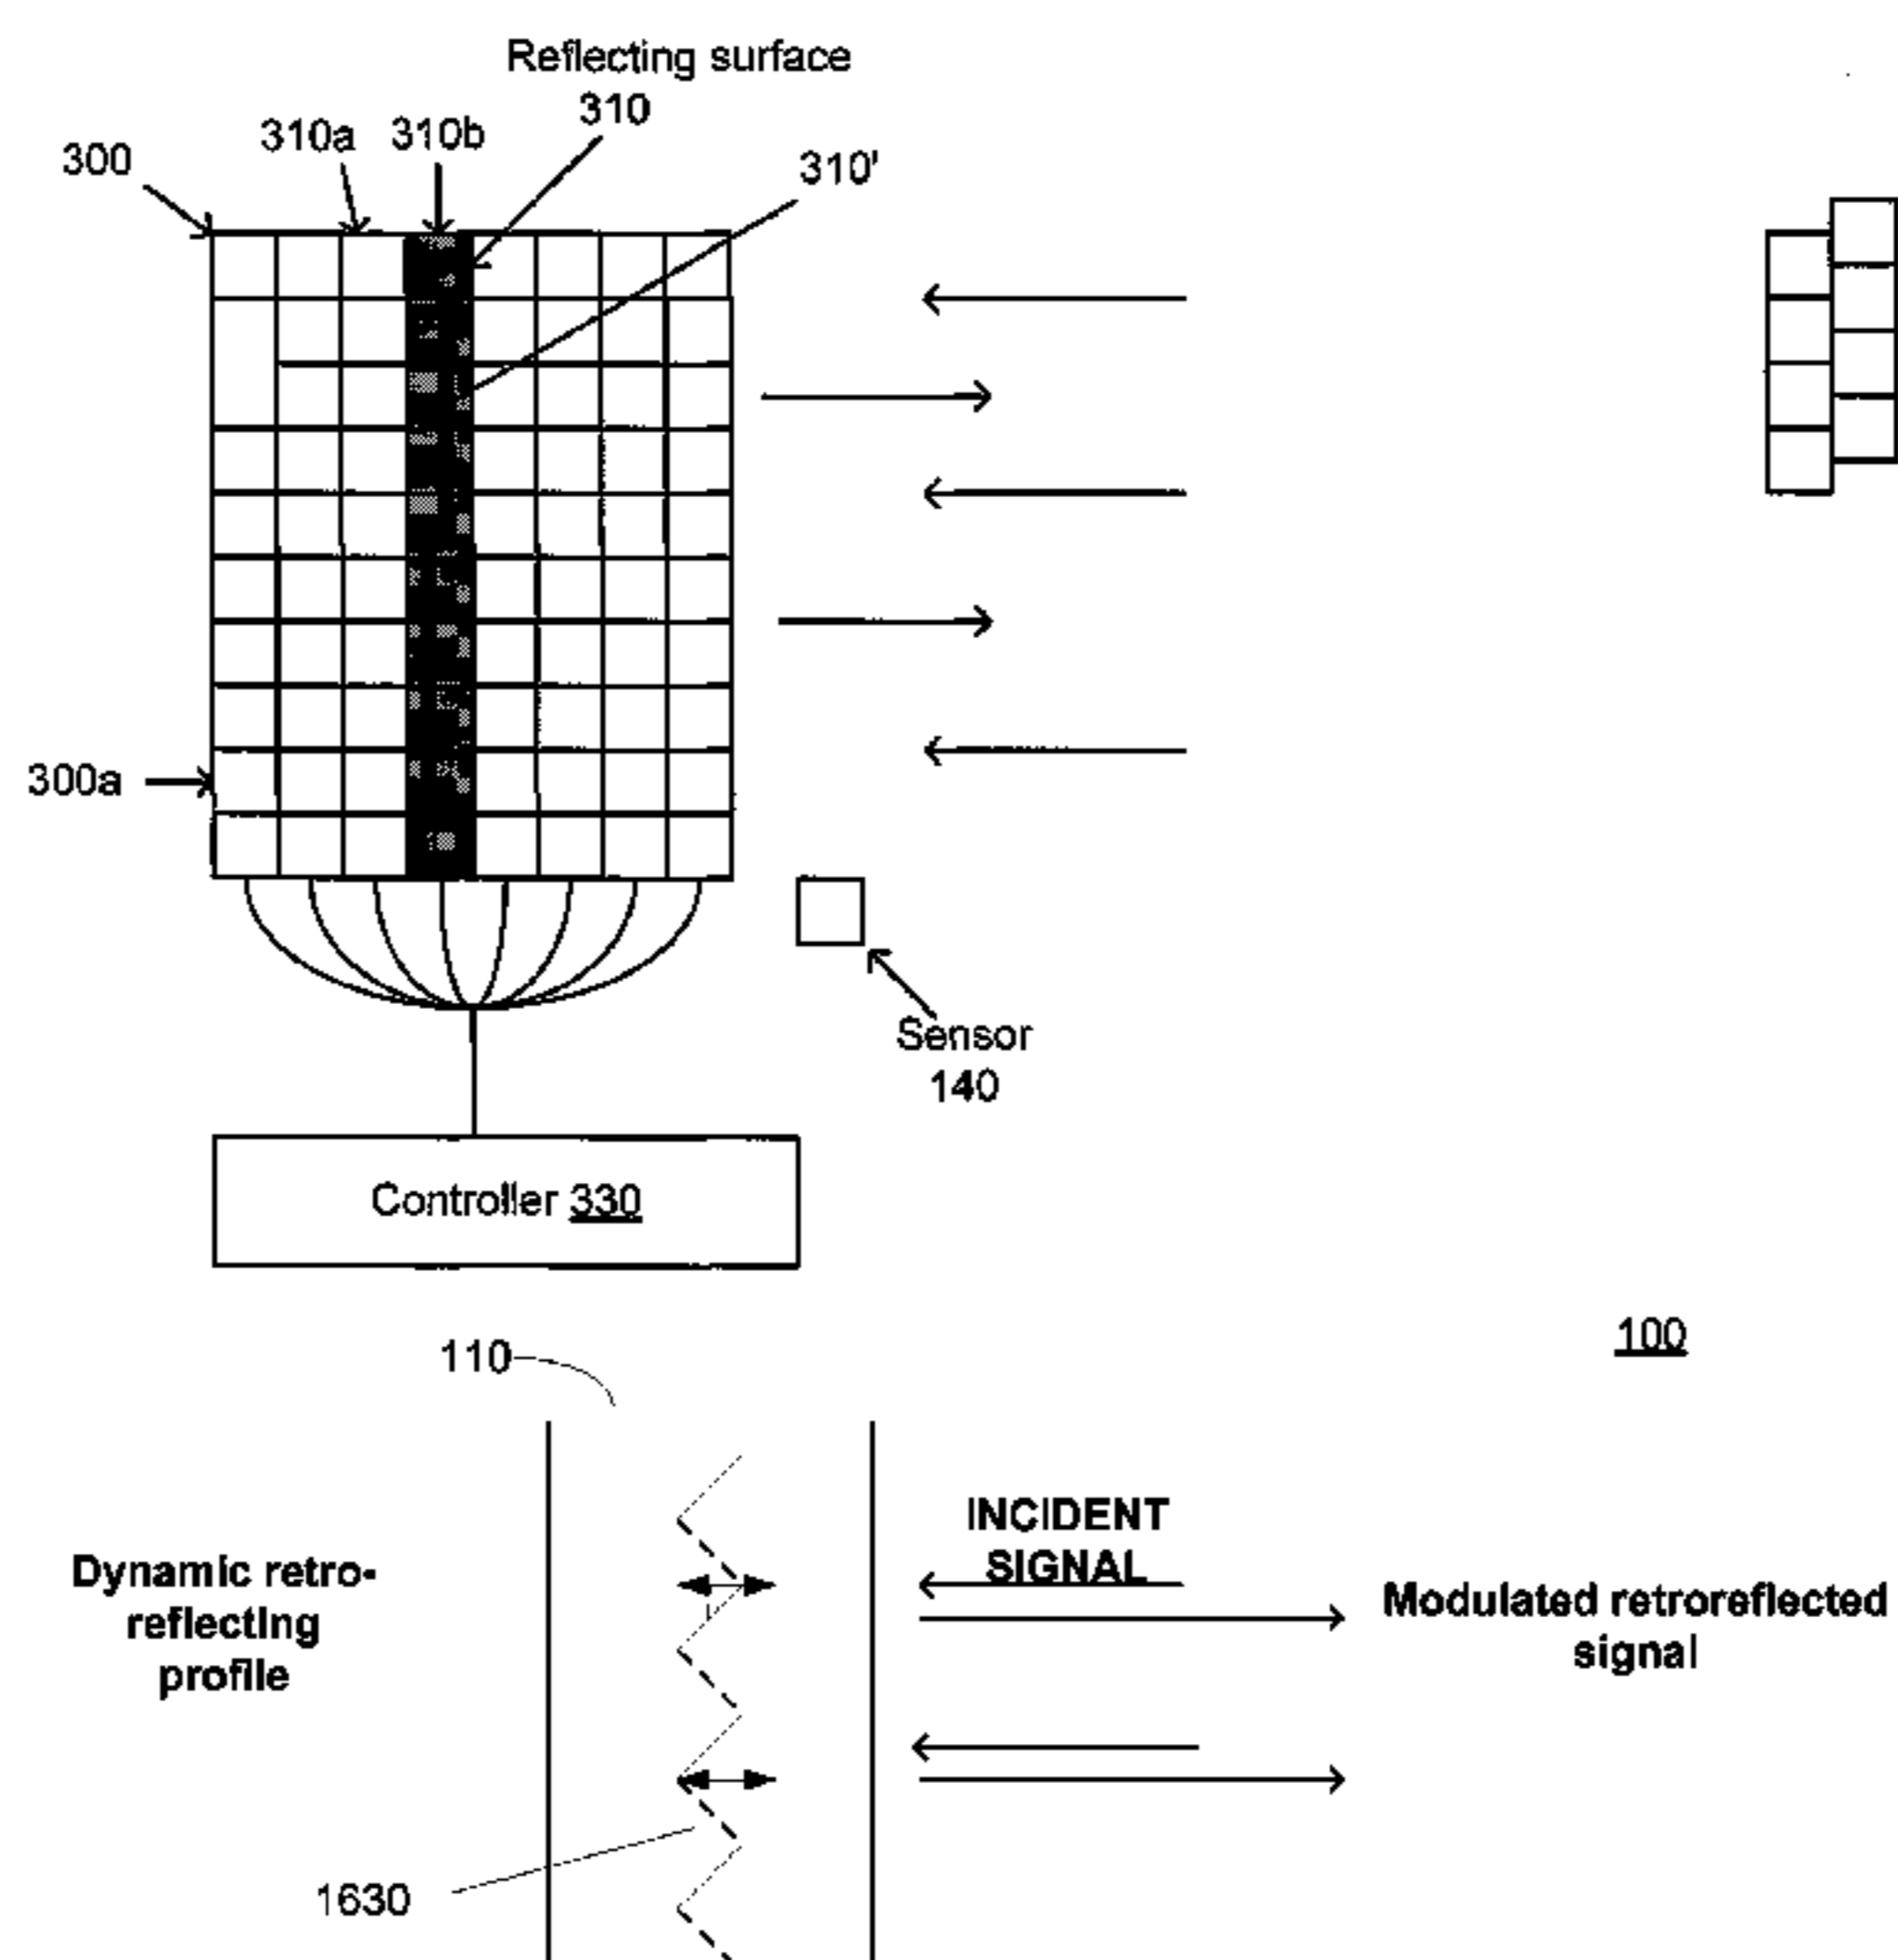 Reflecting surface
310
310a
310b
300
310'
300a
Sensor
140
Controller 330
100
110
INCIDENT
SIGNAL
Dynamic retro-
reflecting
profile
Modulated retroreflected
signal
1630